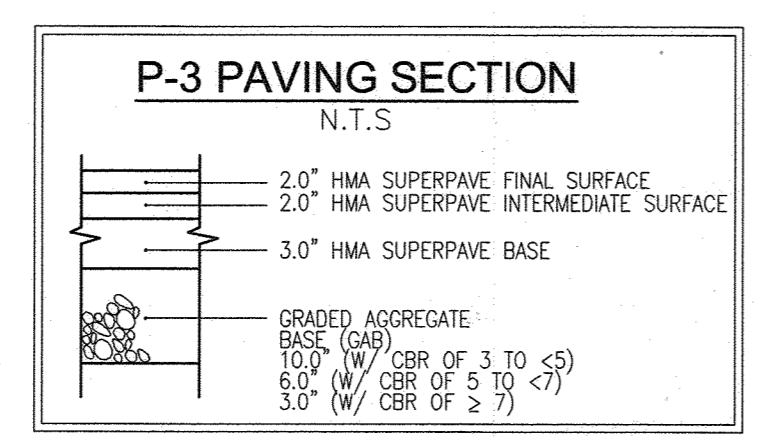 P-3 PAVING SECTION
N.T.S
2.0" HMA SUPERPAVE FINAL SURFACE
2.0" HMA SUPERPAVE INTERMEDIATE SURFACE
3.0" HMA SUPERPAVE BASE
GRADED AGGREGATE
BASE (GAB)
10.0" (W/ CBR OF 3 TO <5)
6.0" (W/ CBR OF 5 TO <7)
3.0" (W/ CBR OF ≥ 7)